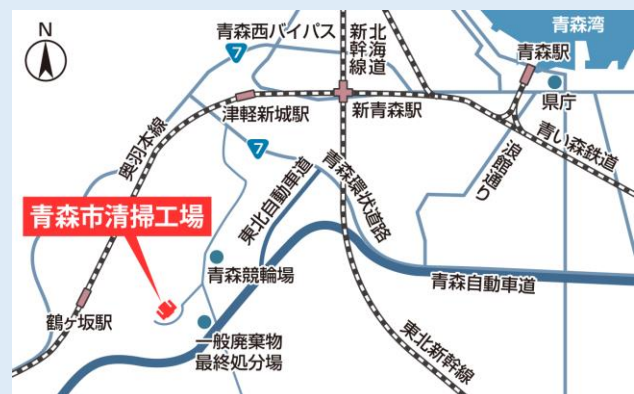 N
青森西バイパス
7
北海道
新幹線
青森湾
青森駅
県庁
津軽新城駅
新青森駅
青い森鉄道
奥羽本線
7
浪館通り
青森環状道路
東北自動車道
青森市清掃工場
青森競輪場
青森自動車道
鶴ヶ坂駅
一般廃棄物
最終処分場
東北新幹線